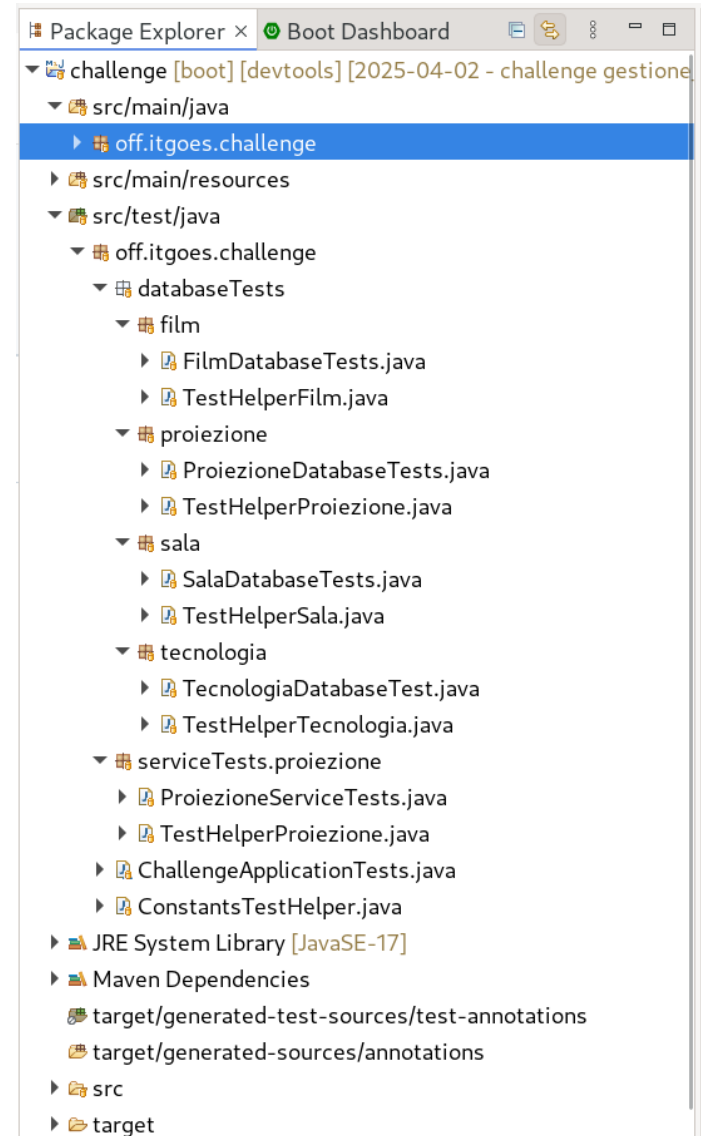 Package Explorer × Boot Dashboard
challenge [boot] [devtools] [2025-04-02 - challenge gestione
src/main/java
off.itgoes.challenge
src/main/resources
src/test/java
off.itgoes.challenge
databaseTests
film
FilmDatabaseTests.java
TestHelperFilm.java
proiezione
ProiezioneDatabaseTests.java
TestHelperProiezione.java
sala
SalaDatabaseTests.java
TestHelperSala.java
tecnologia
TecnologiaDatabaseTest.java
TestHelperTecnologia.java
serviceTests.proiezione
ProiezioneServiceTests.java
TestHelperProiezione.java
ChallengeApplicationTests.java
ConstantsTestHelper.java
JRE System Library [JavaSE-17]
Maven Dependencies
target/generated-test-sources/test-annotations
target/generated-sources/annotations
src
target